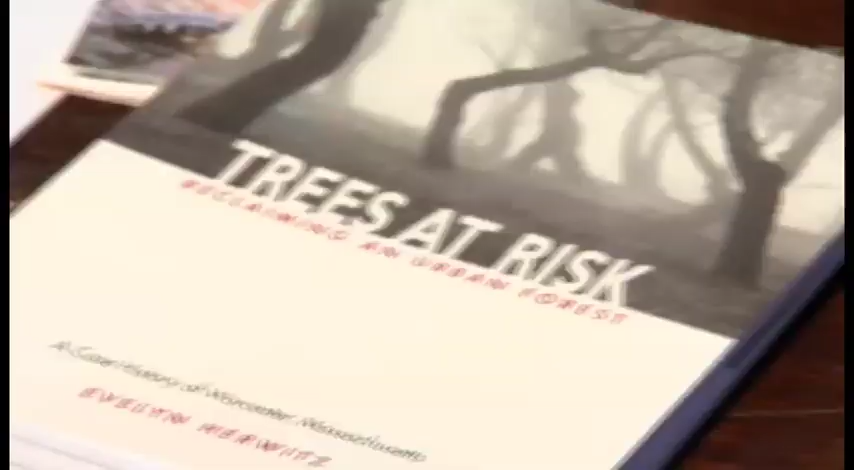 TREES AT RISK
RECLAIMING AN URBAN FOREST
A Case History of Worcester, Massachusetts
EVELYN HERWITZ